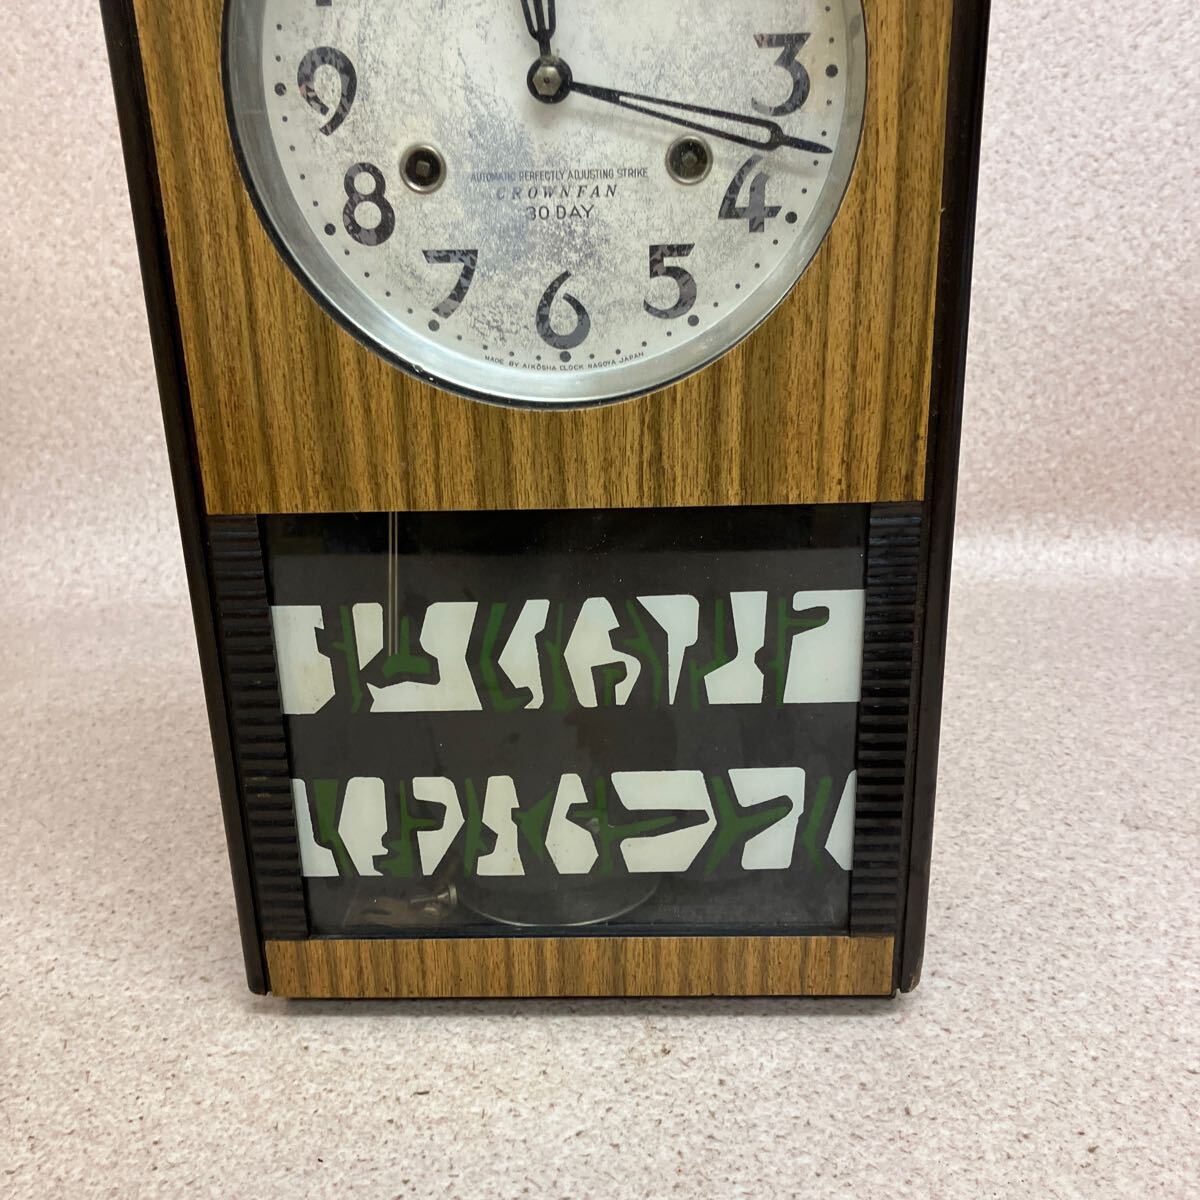 3
9
8
4
AUTOMATIC PERFECTLY ADJUSTING STRIKE
CROWNFAN
30 DAY
7
5
6
MADE BY AIKŌSHA CLOCK NAGOYA JAPAN